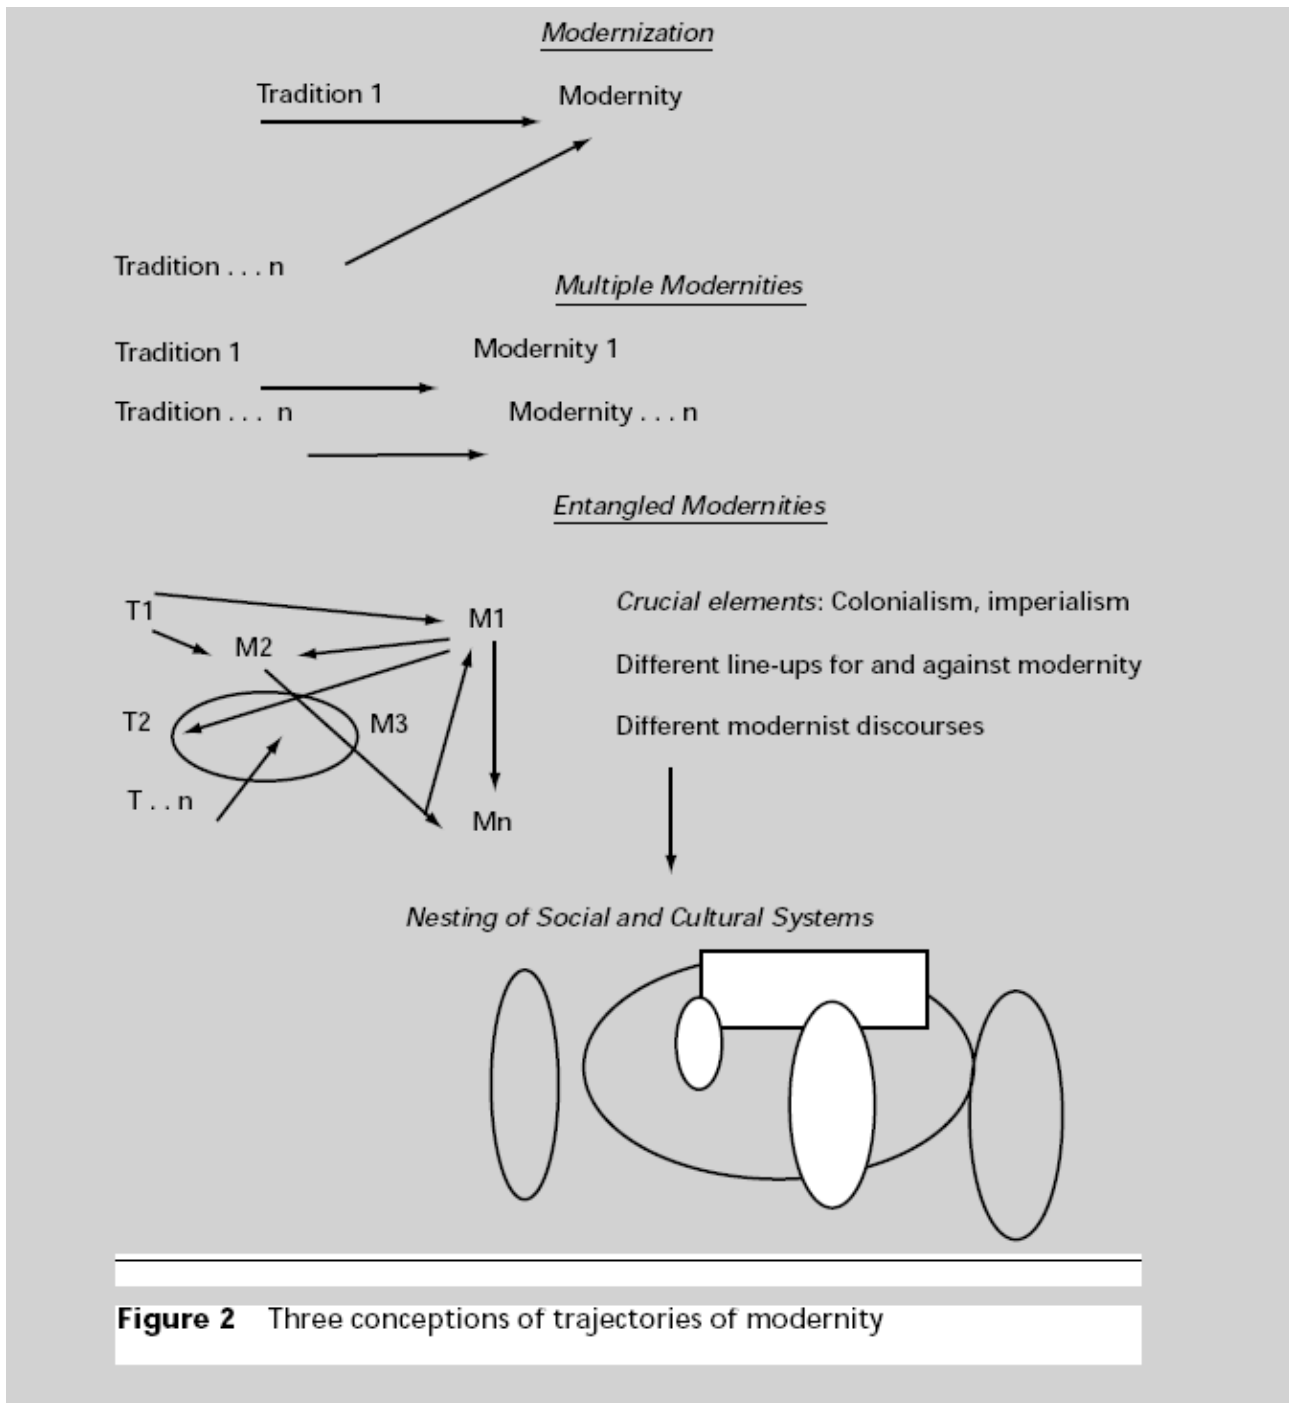 Modernization
Tradition 1
Modernity
Tradition . . . n
Multiple Modernities
Tradition 1
Modernity 1
Tradition . . . n
Modernity . . . n
Entangled Modernities
T1
M1
Crucial elements: Colonialism, imperialism
M2
Different line-ups for and against modernity
T2
M3
Different modernist discourses
T . . n
Mn
Nesting of Social and Cultural Systems
Figure 2 Three conceptions of trajectories of modernity